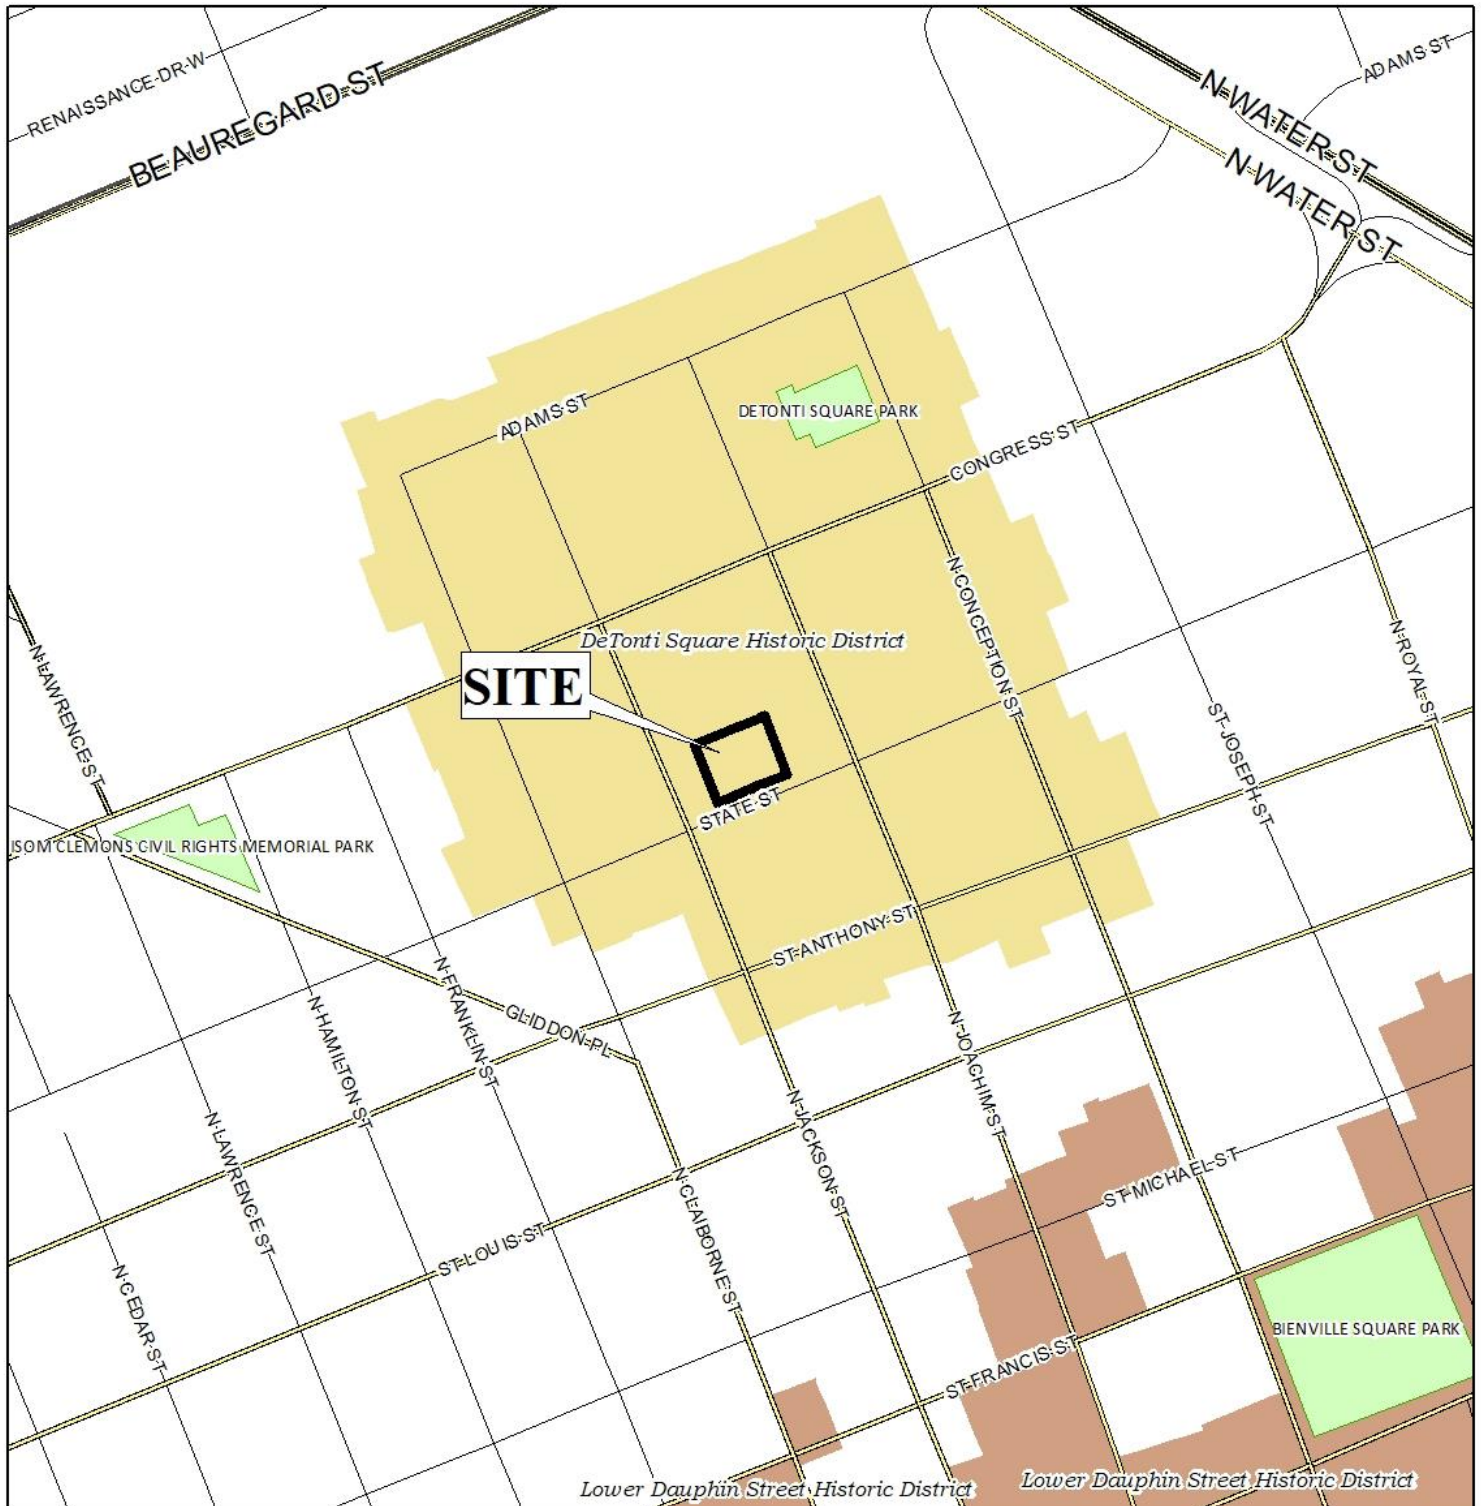 RENAISSANCE DR W
BEAUREGARD ST
ADAMS ST
N WATER ST
N WATER ST
ADAMS ST
DETONTI SQUARE PARK
CONGRESS ST
N CONCEPTION ST
DeTonti Square Historic District
N LAWRENCE ST
SITE
N ROYAL ST
ST JOSEPH ST
STATE ST
ISOM CLEMONS CIVIL RIGHTS MEMORIAL PARK
ST ANTHONY ST
N FRANKLIN ST
N HAMILTON ST
GLIDDON PL
N JOACHIM ST
N LAWRENCE ST
N JACKSON ST
ST MICHAEL ST
N CLAIBORNE ST
ST LOUIS ST
N CEDAR ST
BIENVILLE SQUARE PARK
ST FRANCIS ST
Lower Dauphin Street Historic District
Lower Dauphin Street Historic District